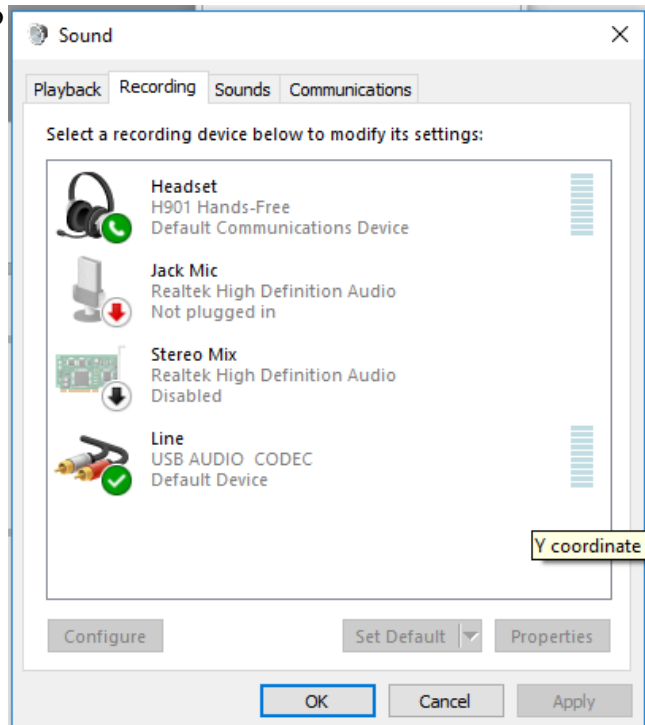 Sound
Playback Recording Sounds Communications
Select a recording device below to modify its settings:
Headset
H901 Hands-Free
Default Communications Device
Jack Mic
Realtek High Definition Audio
Not plugged in
Stereo Mix
Realtek High Definition Audio
Disabled
Line
USB AUDIO  CODEC
Default Device
Y coordinate
Configure Set Default Properties
OK Cancel Apply